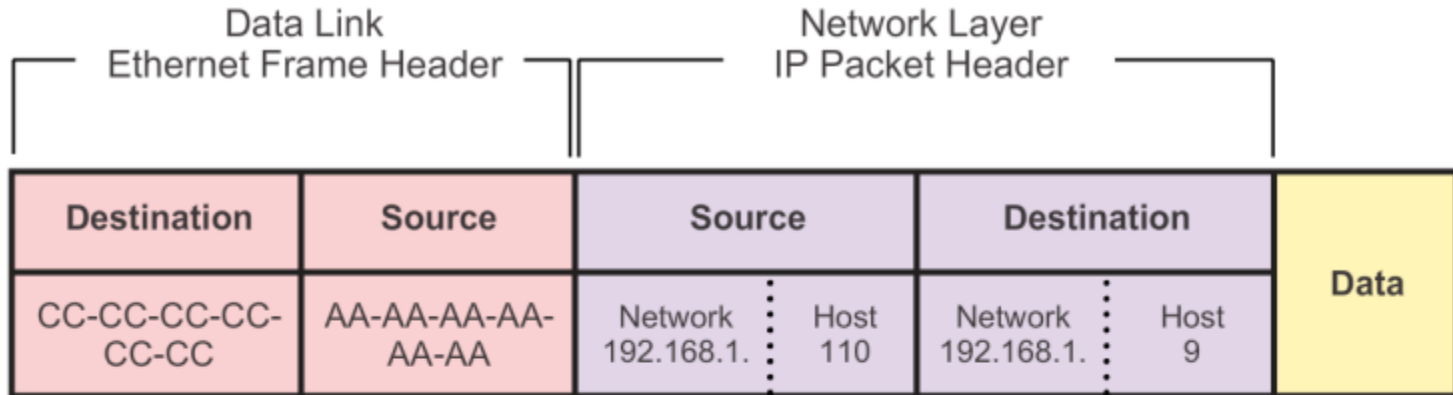 Data Link
Ethernet Frame Header
Network Layer
IP Packet Header
Destination
Source
Source
Destination
Data
CC-CC-CC-CC-
CC-CC
AA-AA-AA-AA-
AA-AA
Network
192.168.1.
Host
110
Network
192.168.1.
Host
9